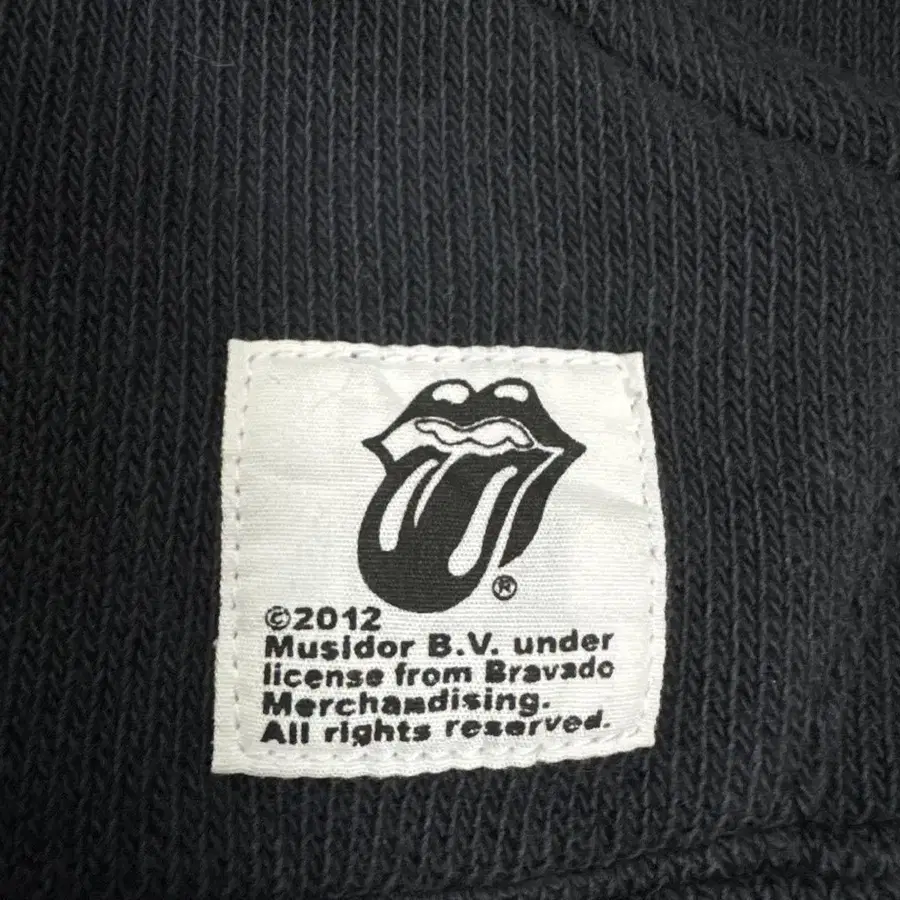 ®
©2012
Musidor B.V. under
license from Bravado
Merchandising.
All rights reserved.